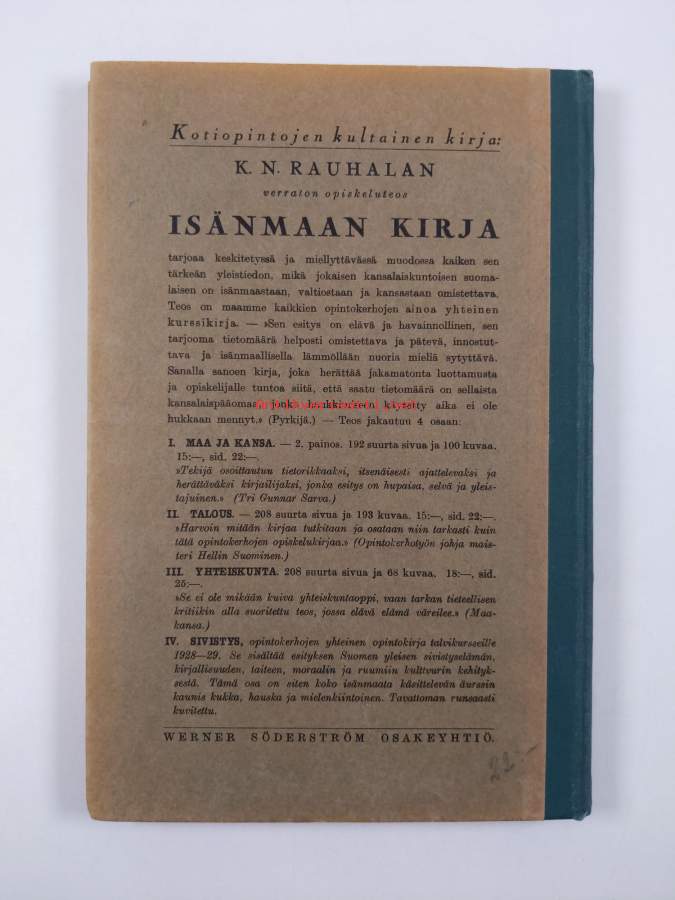 Kotiopintojen kultainen kirja:
K. N. RAUHALAN
verraton opiskeluteos
ISÄNMAAN KIRJA
tarjoaa keskitetyssä ja miellyttävässä muodossa kaiken sen
tärkeän yleistiedon, mikä jokaisen kansalaiskuntoisen suoma-
laisen on isänmaastaan, valtiostaan ja kansastaan omistettava.
Teos on maamme kaikkien opintokerhojen ainoa yhteinen
kurssikirja. — »Sen esitys on elävä ja havainnollinen, sen
tarjooma tietomäärä helposti omistettava ja pätevä, innostut-
tava ja isänmaallisella lämmöllään nuoria mieliä sytyttävä.
Sanalla sanoen kirja, joka herättää jakamatonta luottamusta
ja opiskelijalle tuntoa siitä, että saatu tietomäärä on sellaista
kansalaispääomaa, jonka hankkimiseen käytetty aika ei ole
hukkaan mennyt.» (Pyrkijä.) — Teos jakautuu 4 osaan:
I. MAA JA KANSA. — 2. painos. 192 suurta sivua ja 100 kuvaa.
15:—, sid. 22:—.
»Tekijä osoittautuu tietorikkaaksi, itsenäisesti ajattelevaksi ja
herättäväksi kirjailijaksi, jonka esitys on hupaisa, selvä ja yleis-
tajuinen.» (Tri Gunnar Sarva.)
II. TALOUS. — 208 suurta sivua ja 193 kuvaa. 15:—, sid. 22:—.
»Harvoin mitään kirjaa tutkitaan ja osataan niin tarkasti kuin
tätä opintokerhojen opiskelukirjaa.» (Opintokerhotyön johja mais-
teri Hellin Suominen.)
III. YHTEISKUNTA. 208 suurta sivua ja 68 kuvaa. 18:—, sid.
25:—.
»Se ei ole mikään kuiva yhteiskuntaoppi, vaan tarkan tieteellisen
kritiikin alla suoritettu teos, jossa elävä elämä väreilee.» (Maa-
kansa.)
IV. SIVISTYS, opintokerhojen yhteinen opintokirja talvikursseille
1928—29. Se sisältää esityksen Suomen yleisen sivistyselämän,
kirjallisuuden, taiteen, moraalin ja ruumiin kulttuurin kehityk-
sestä. Tämä osa on siten koko isänmaata käsittelevän äurssin
kaunis kukka, hauska ja mielenkiintoinen. Tavattoman runsaasti
kuvitettu.
WERNER SÖDERSTRÖM OSAKEYHTIÖ.
22:—